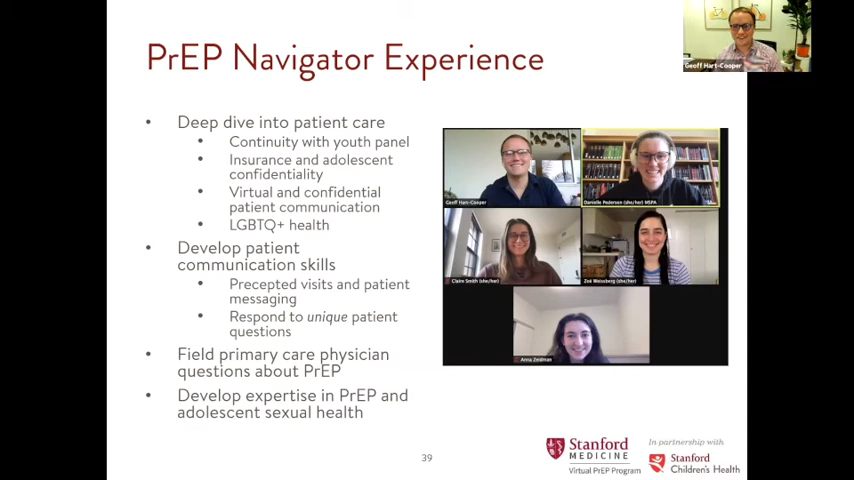 PrEP Navigator Experience
Geoff Hart-Cooper
• Deep dive into patient care
• Continuity with youth panel
• Insurance and adolescent
confidentiality
• Virtual and confidential
patient communication
• LGBTQ+ health
• Develop patient
communication skills
• Precepted visits and patient
messaging
• Respond to unique patient
questions
• Field primary care physician
questions about PrEP
• Develop expertise in PrEP and
adolescent sexual health
Geoff Hart-Cooper
Danielle Pedersen (she/her) MSPA
Claire Smith (she/her)
Zoë Weissberg (she/her)
Anna Zeidman
39
Stanford
MEDICINE
Virtual PrEP Program
In partnership with
Stanford
Children's Health